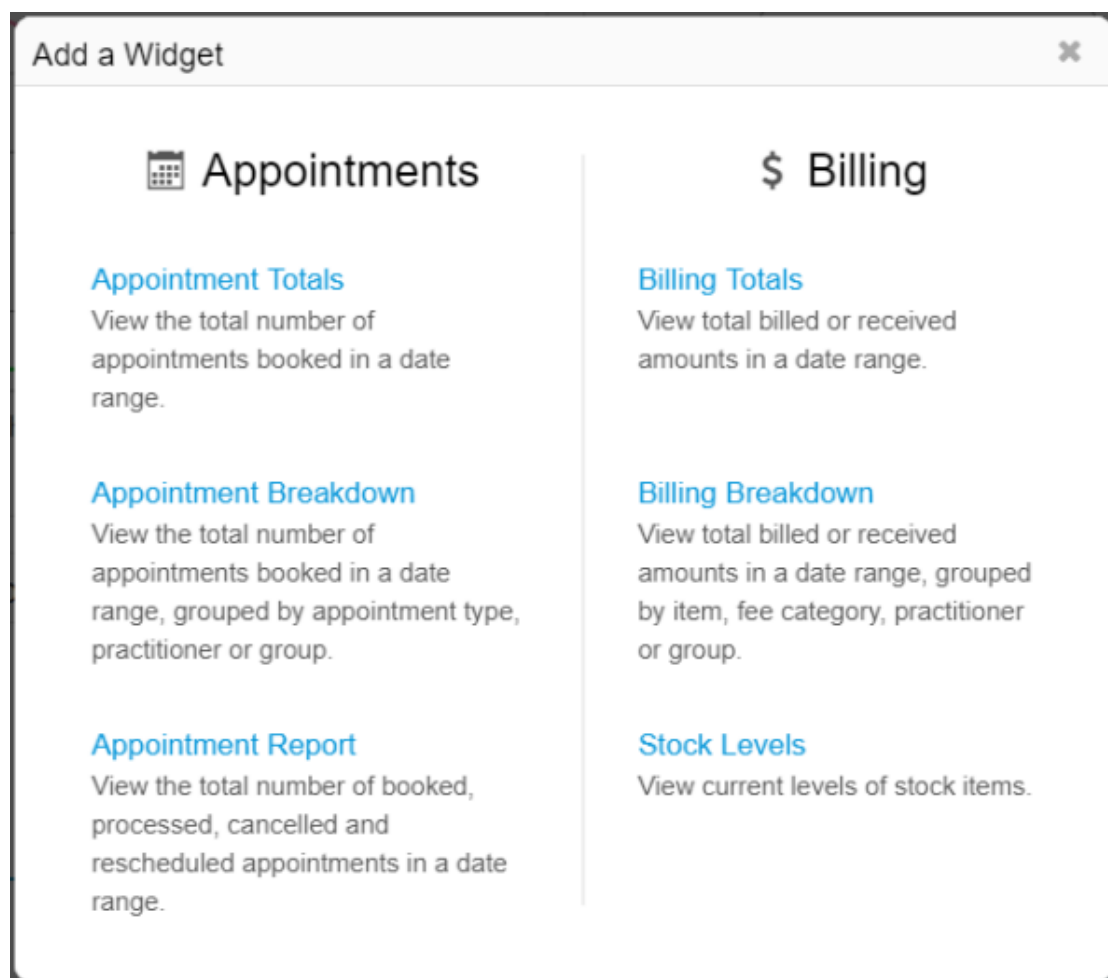 Add a Widget
Appointments
Appointment Totals
View the total number of
appointments booked in a date
range.
Appointment Breakdown
View the total number of
appointments booked in a date
range, grouped by appointment type,
practitioner or group.
Appointment Report
View the total number of booked,
processed, cancelled and
rescheduled appointments in a date
range.
$ Billing
Billing Totals
View total billed or received
amounts in a date range.
Billing Breakdown
View total billed or received
amounts in a date range, grouped
by item, fee category, practitioner
or group.
Stock Levels
View current levels of stock items.